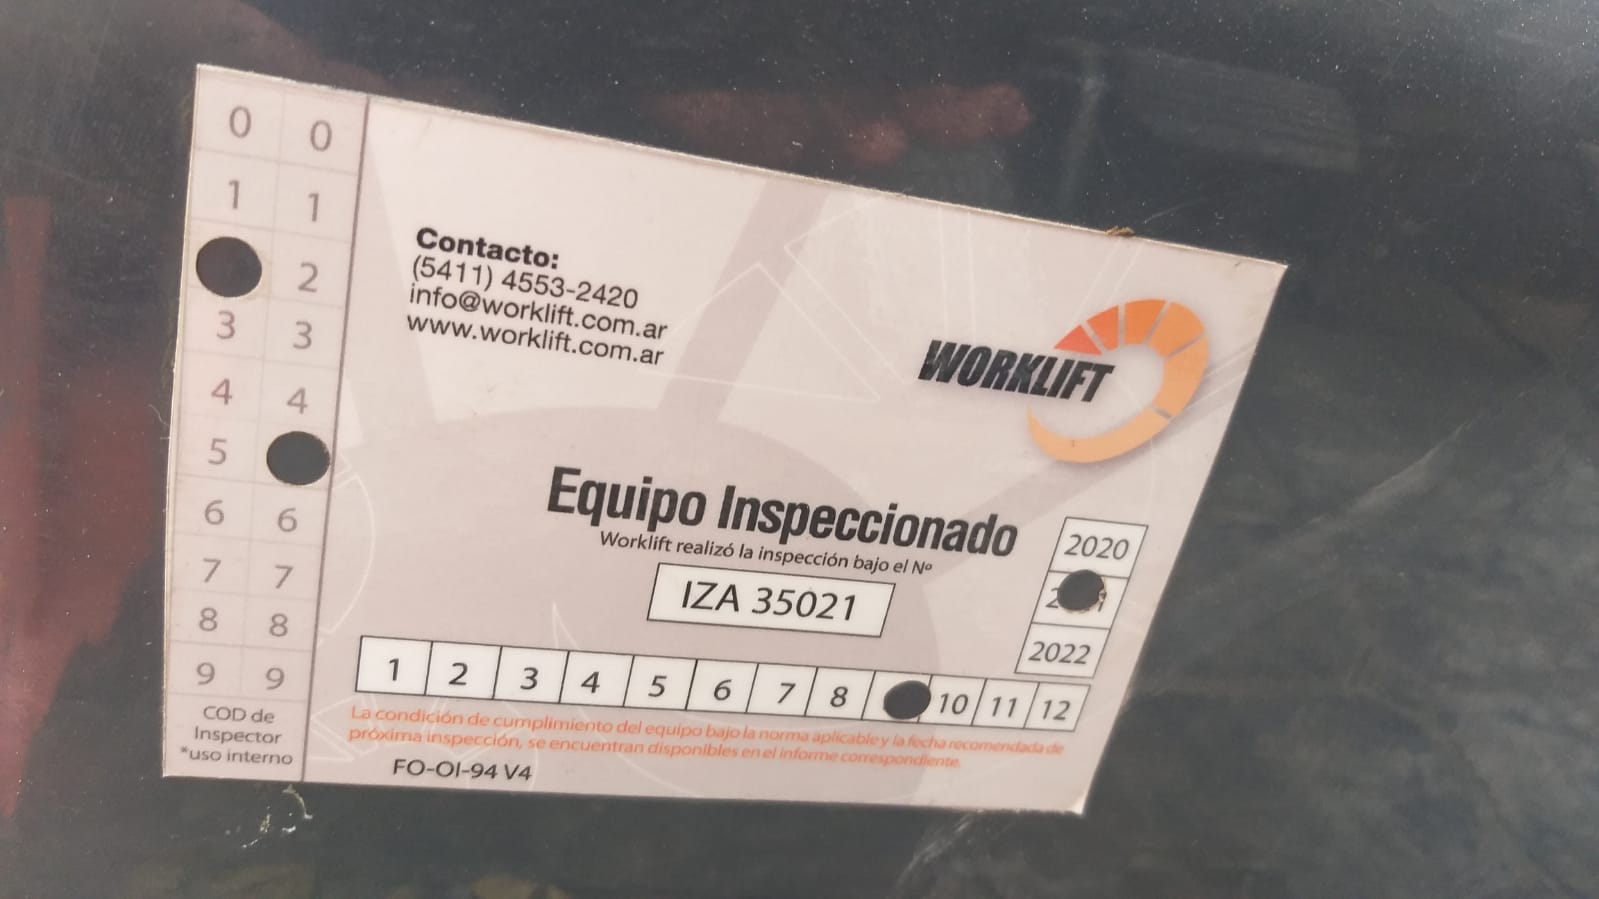 0 0
1 1
2
3 3
4 4
5
6 6
7 7
8 8
9 9
COD de
Inspector
*uso interno
Contacto:
(5411) 4553-2420
info@worklift.com.ar
www.worklift.com.ar
WORKLIFT
Equipo Inspeccionado
Worklift realizó la inspección bajo el Nº
IZA 35021
2020
2022
1 2 3 4 5 6 7 8 10 11 12
La condición de cumplimiento del equipo bajo la norma aplicable y la fecha recomendada de
próxima inspección, se encuentran disponibles en el informe correspondiente.
FO-OI-94 V4